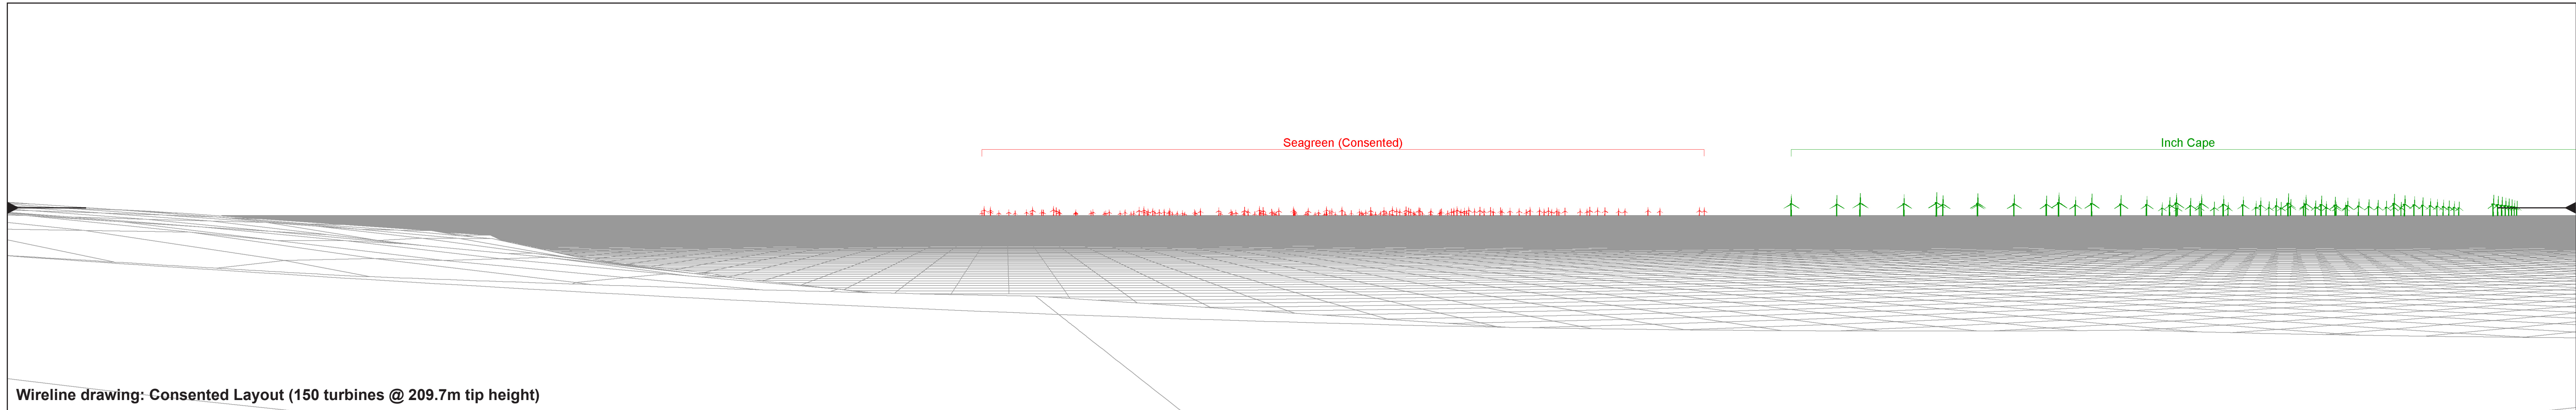 Seagreen (Consented)
Inch Cape
Wireline drawing: Consented Layout (150 turbines @ 209.7m tip height)